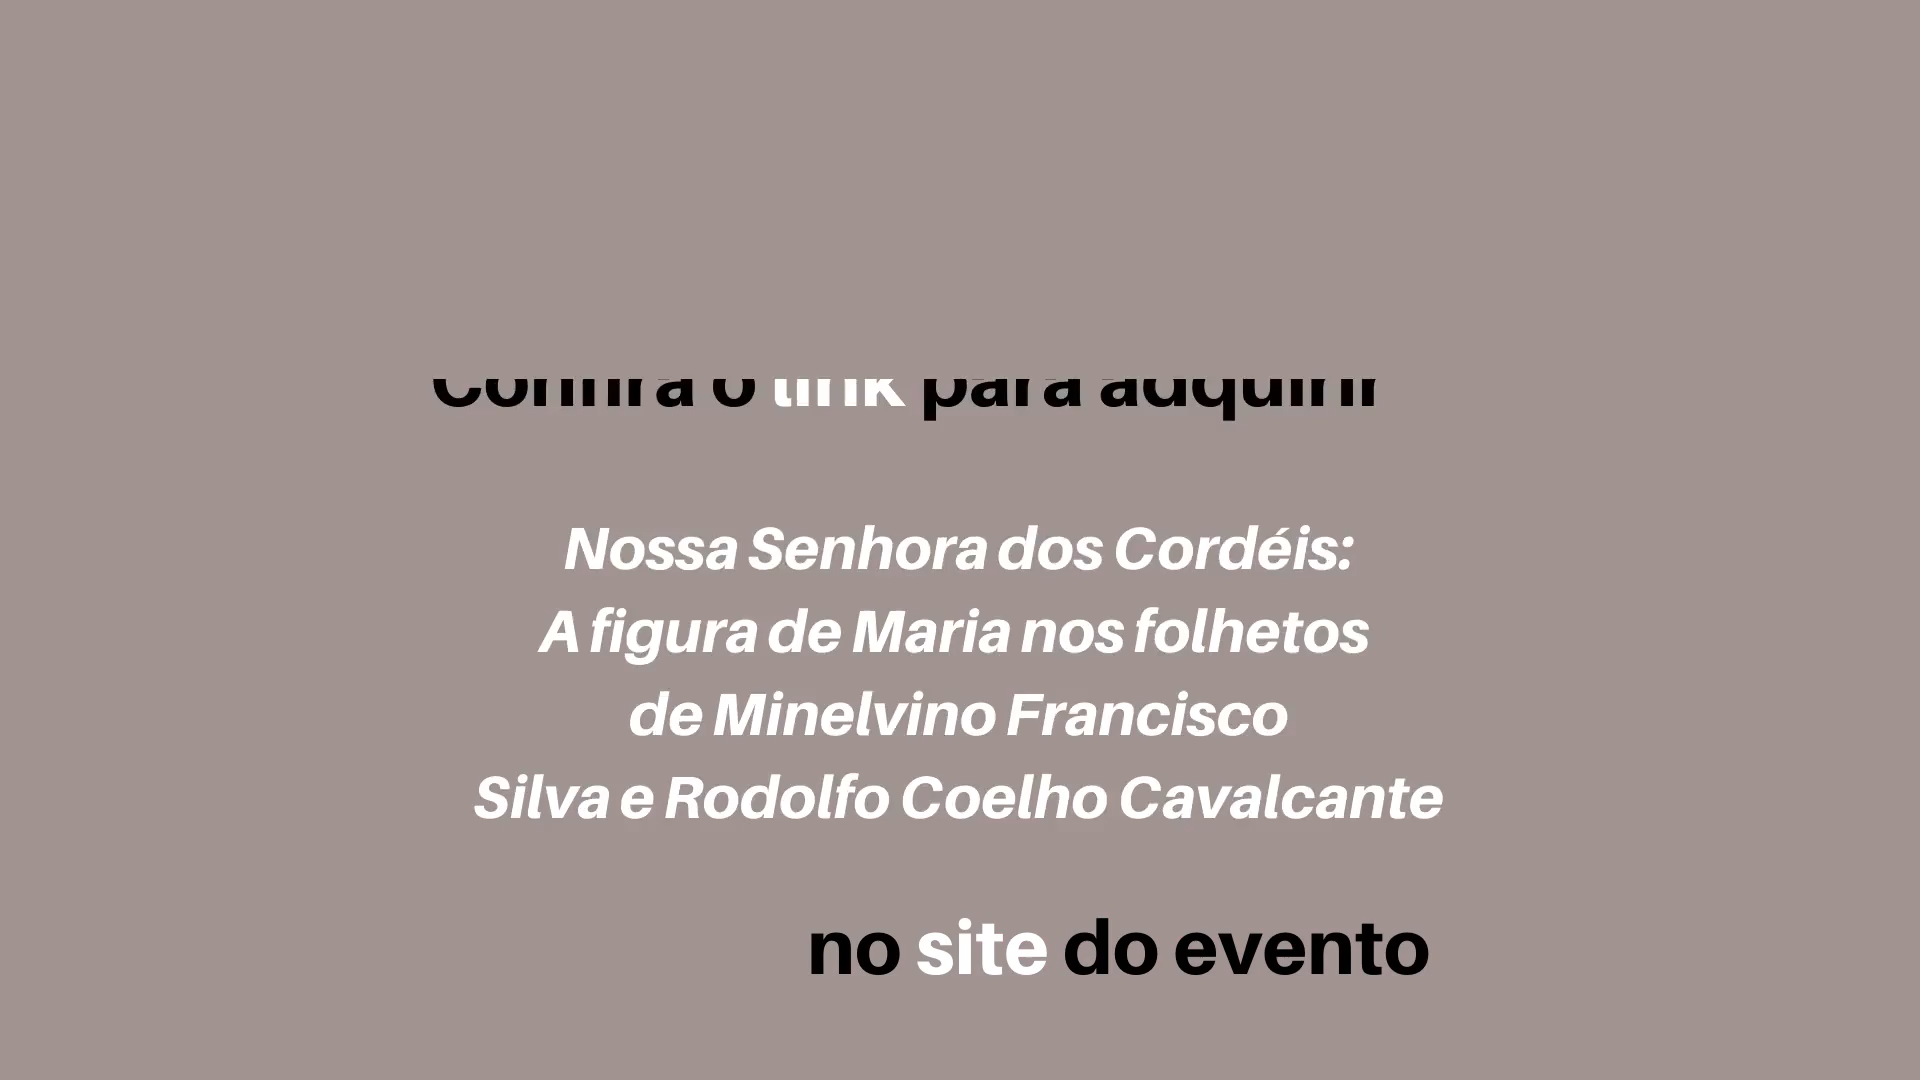 Confira o link para adquirir
Nossa Senhora dos Cordéis:
A figura de Maria nos folhetos
de Minelvino Francisco
Silva e Rodolfo Coelho Cavalcante
no site do evento